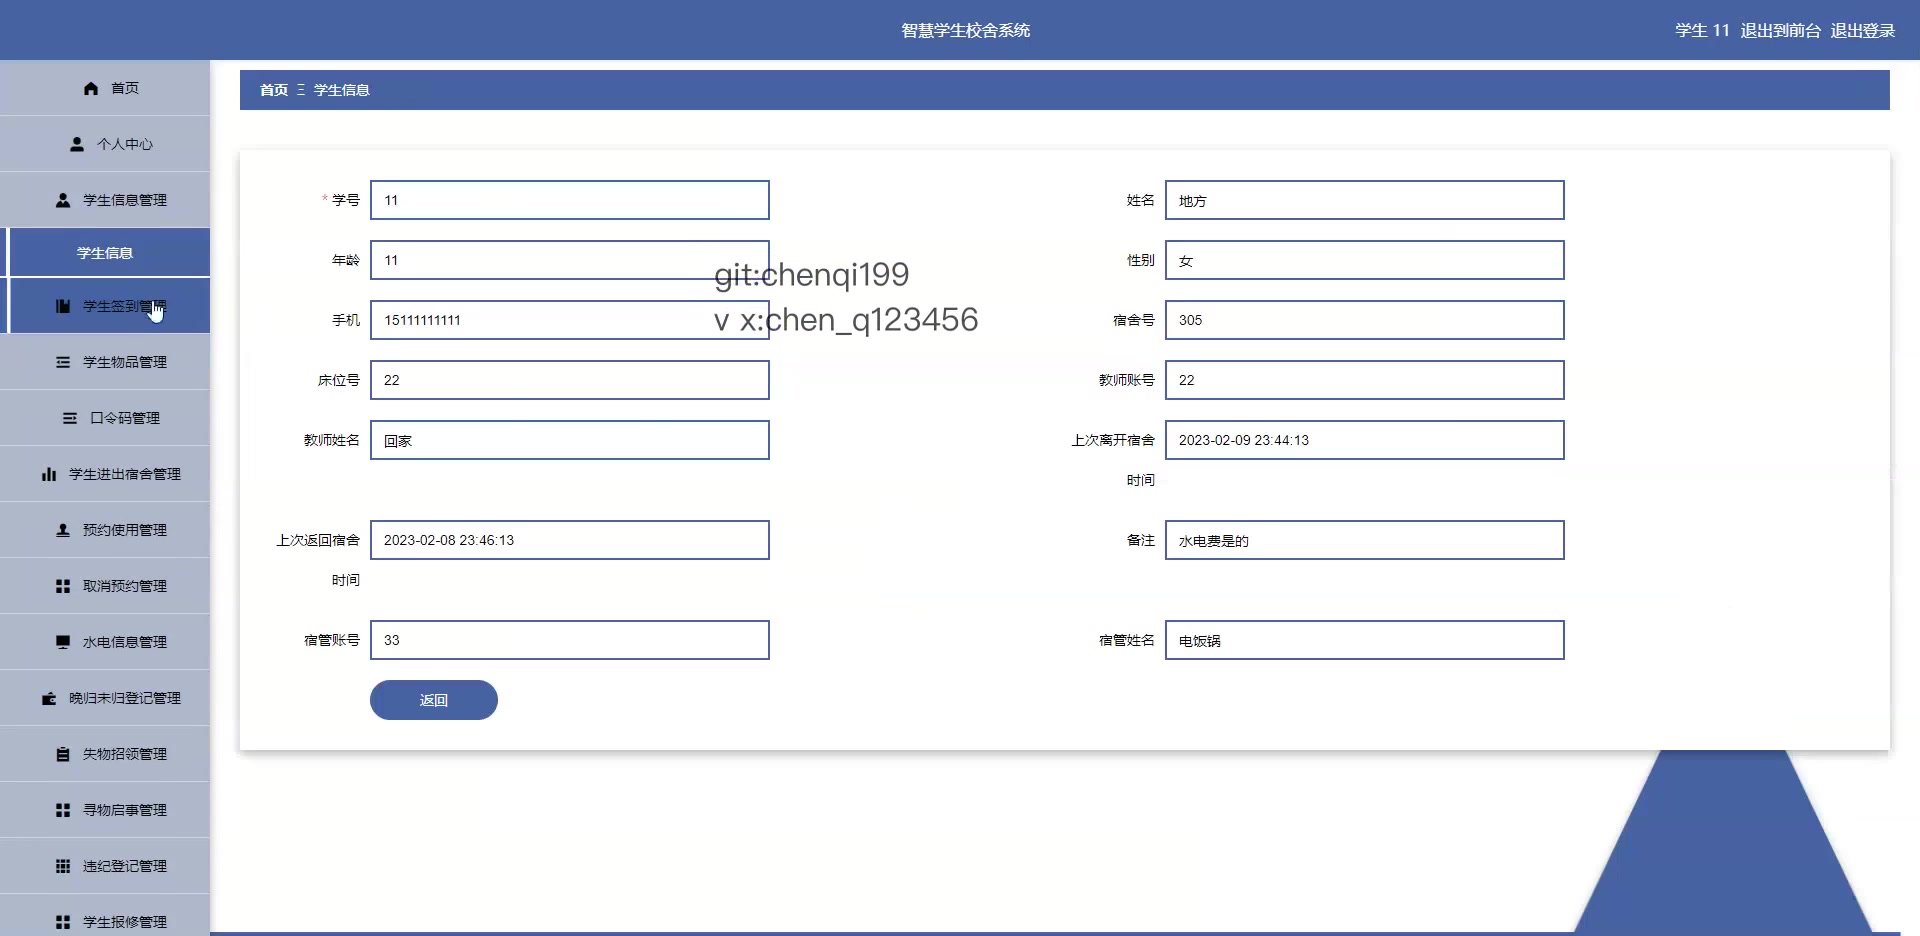 智慧学生校舍系统
学生 11 退出到前台 退出登录
首页
个人中心
学生信息管理
学生信息
学生签到管理
学生物品管理
口令码管理
学生进出宿舍管理
预约使用管理
取消预约管理
水电信息管理
晚归未归登记管理
失物招领管理
寻物启事管理
违纪登记管理
学生报修管理
首页 Ξ 学生信息
* 学号 11
姓名 地方
年龄 11
性别 女
git:chenqi199
手机 15111111111
宿舍号 305
v x:chen_q123456
床位号 22
教师账号 22
教师姓名 回家
上次离开宿舍 2023-02-09 23:44:13
时间
上次返回宿舍 2023-02-08 23:46:13
时间
备注 水电费是的
宿管账号 33
宿管姓名 电饭锅
返回